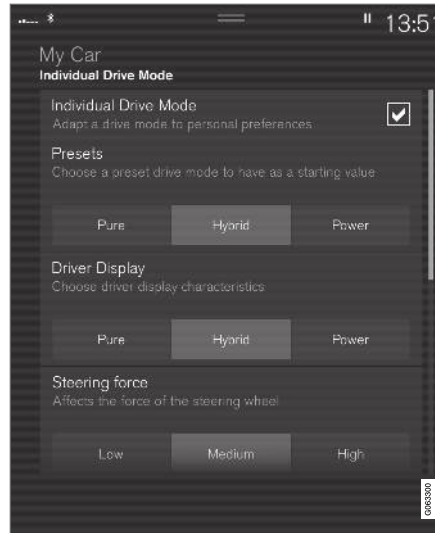 13:51
My Car
Individual Drive Mode
Individual Drive Mode
Adapt a drive mode to personal preferences
Presets
Choose a preset drive mode to have as a starting value
Pure Hybrid Power
Driver Display
Choose driver display characteristics
Pure Hybrid Power
Steering force
Affects the force of the steering wheel
Low Medium High
G063300